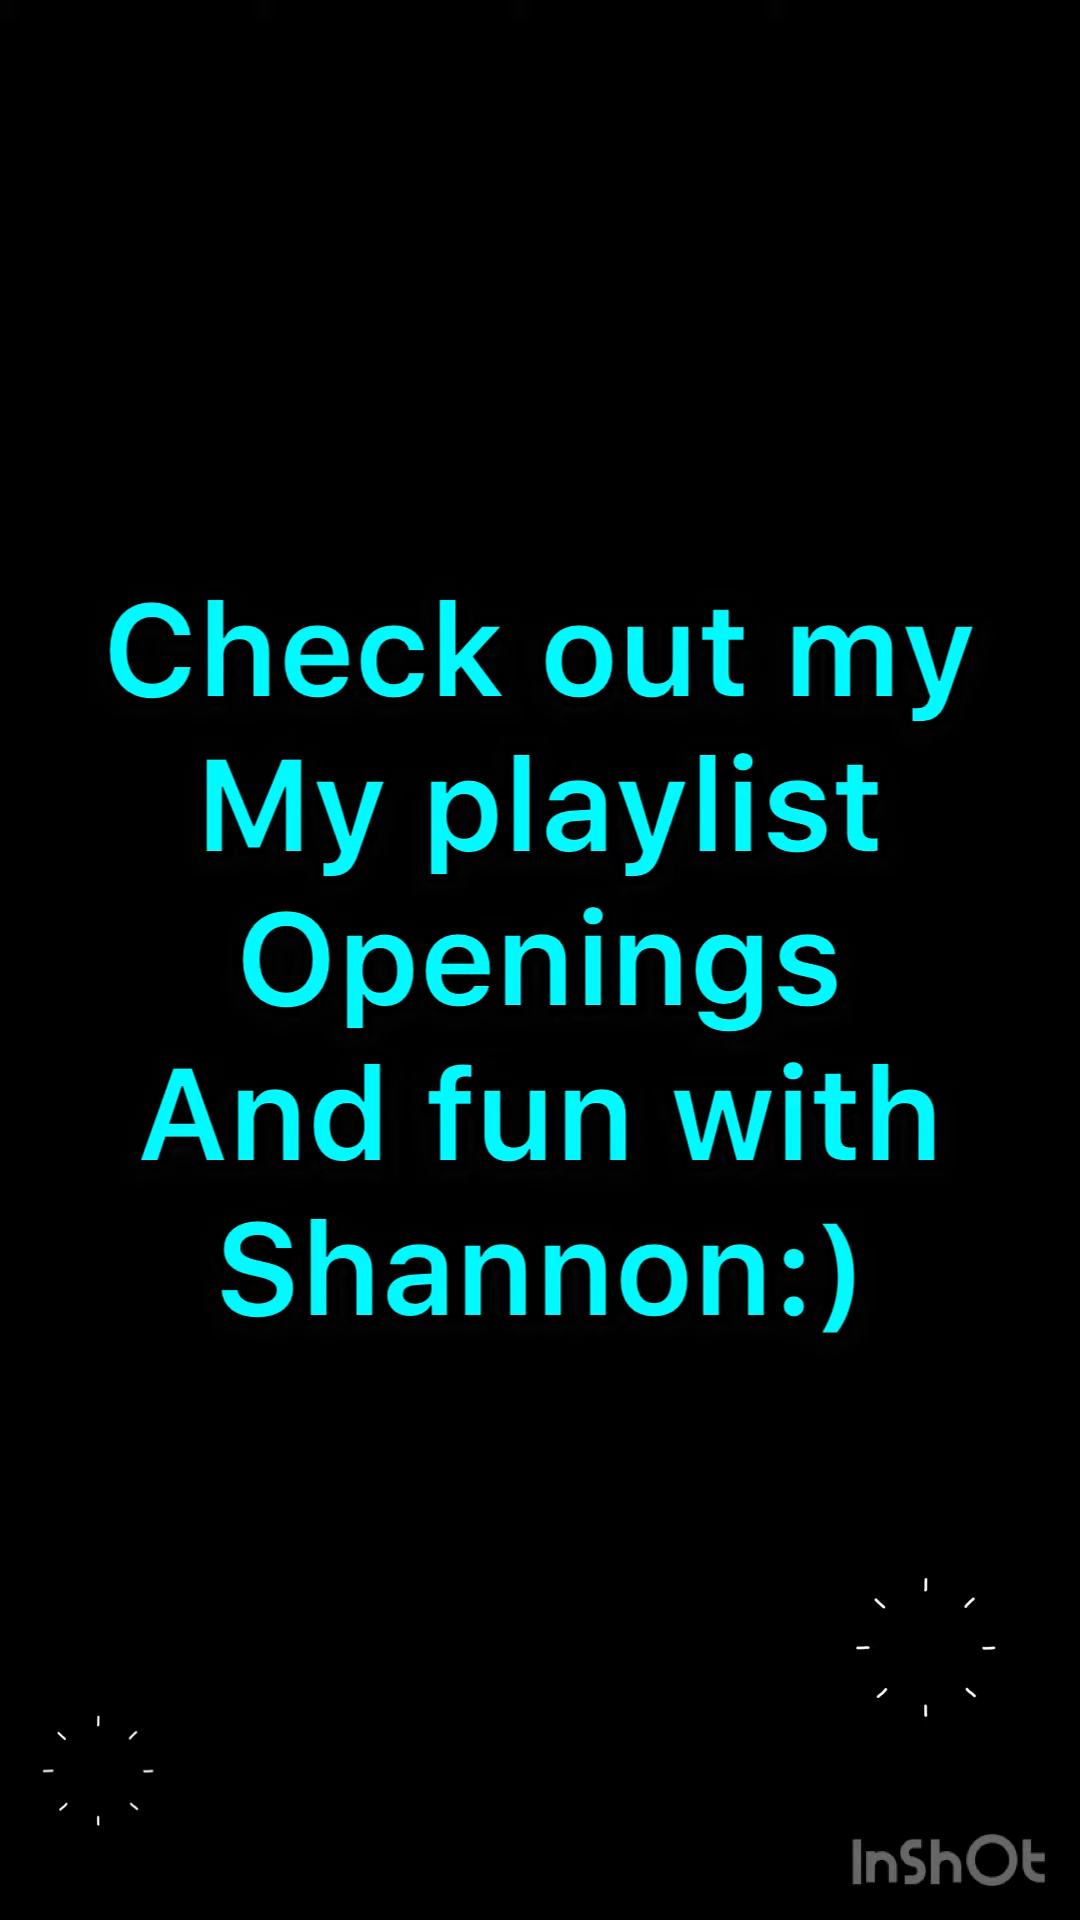 Check out my
My playlist
Openings
And fun with
Shannon:)
InShOt